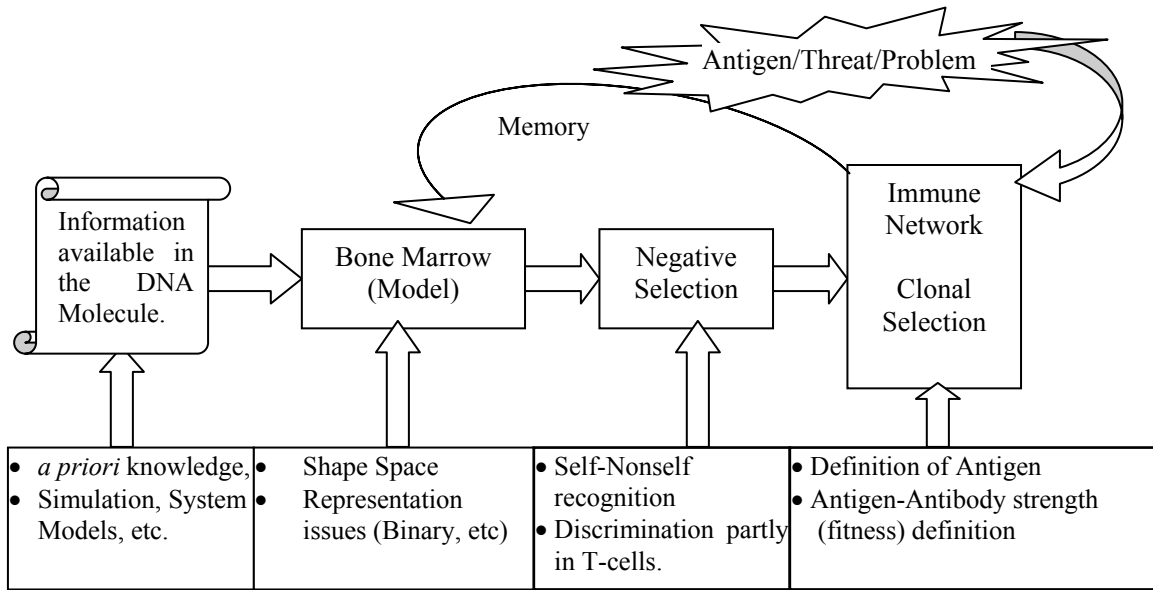 Antigen/Threat/Problem
Memory
Information
available in
the DNA
Molecule.
Bone Marrow
(Model)
Negative
Selection
Immune
Network
Clonal
Selection
• a priori knowledge,
• Simulation, System
Models, etc.
• Shape Space
• Representation
issues (Binary, etc)
• Self-Nonself
recognition
• Discrimination partly
in T-cells.
• Definition of Antigen
• Antigen-Antibody strength
(fitness) definition